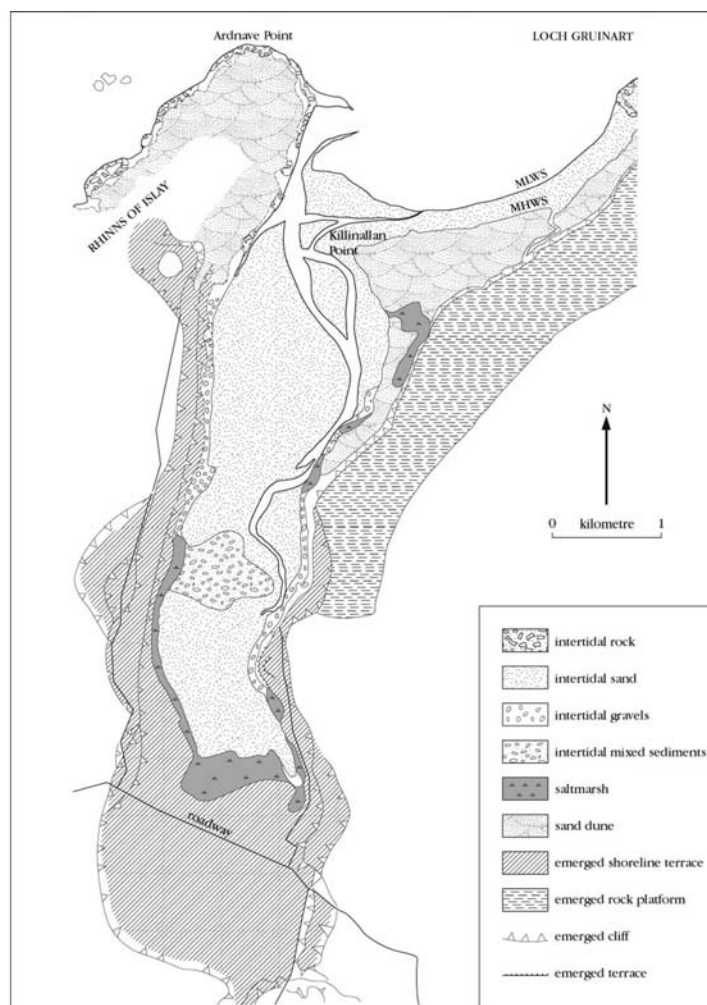 Ardnave Point
LOCH GRUINART
RHINNS OF ISLAY
MLWS
MHWS
Killinallan
Point
N
0 kilometre 1
roadway
intertidal rock
intertidal sand
intertidal gravels
intertidal mixed sediments
saltmarsh
sand dune
emerged shoreline terrace
emerged rock platform
emerged cliff
emerged terrace